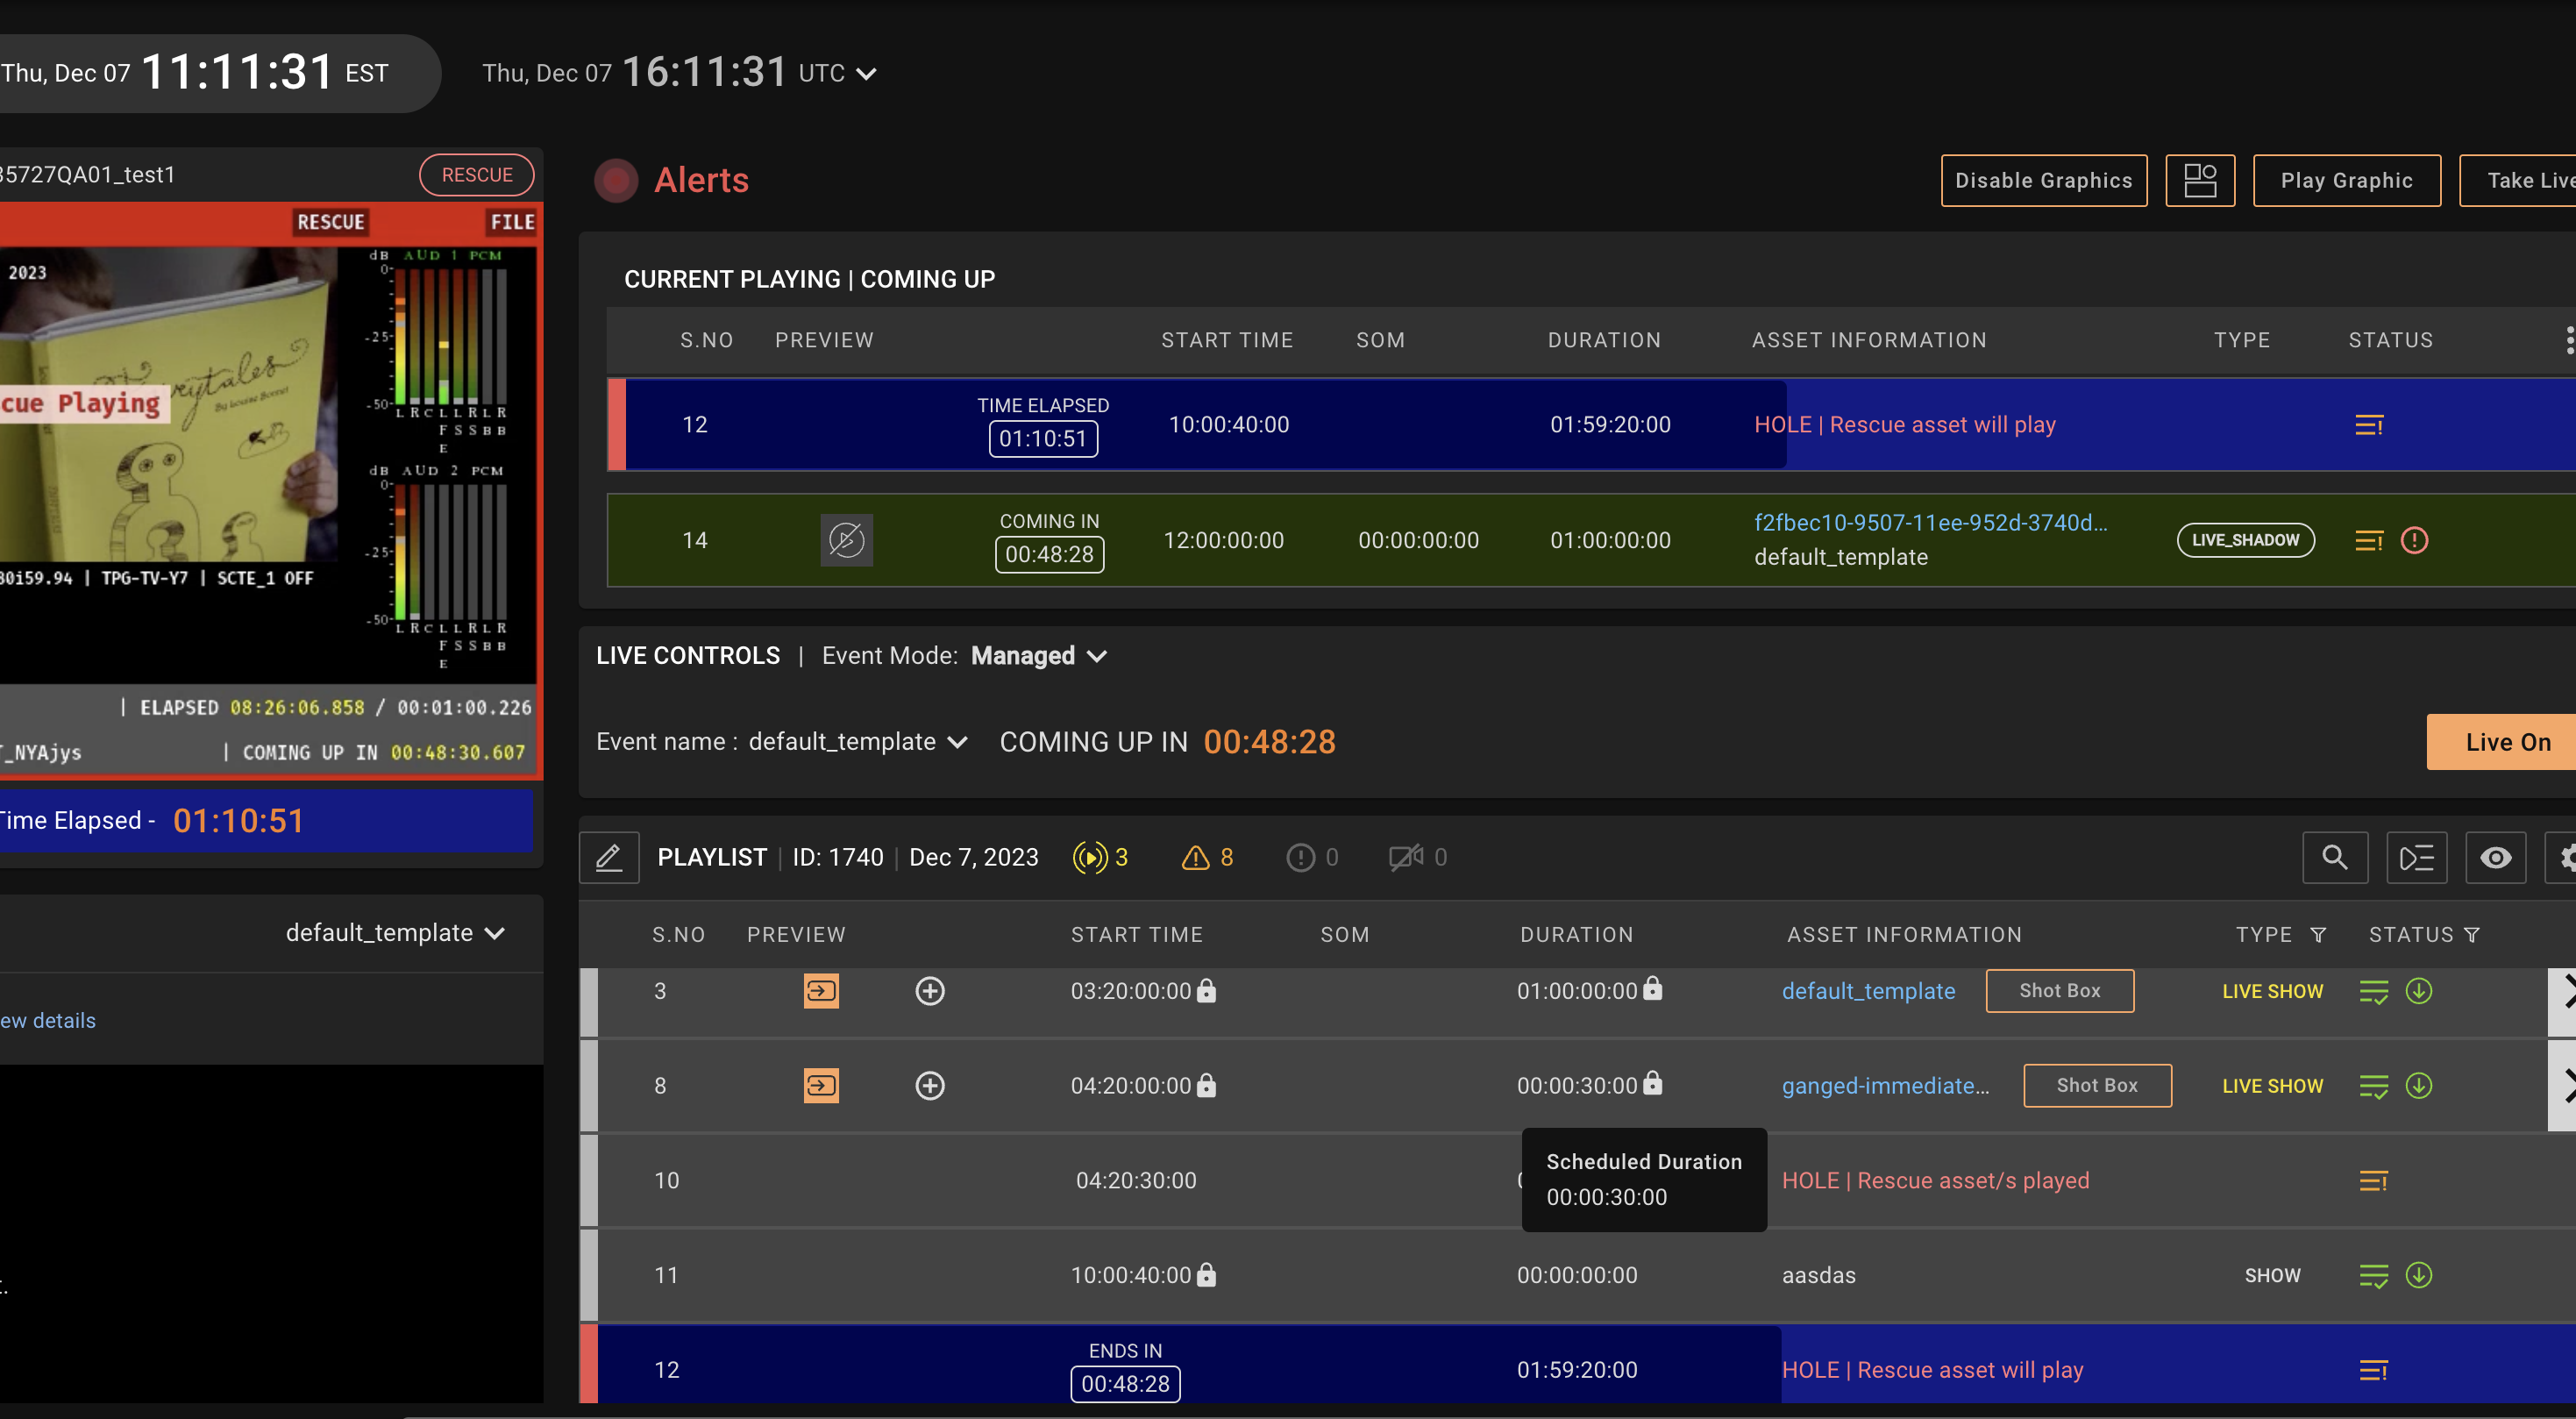 Thu, Dec 07 11:11:31 EST
Thu, Dec 07 16:11:31 UTC
35727QA01_test1
RESCUE
RESCUE FILE
2023
dB AUD 1 PCM
0-
-25-
-50-
L R C L L R L R
F S S B B
E
Fairytales
By Louise Bonnet
cue Playing
dB AUD 2 PCM
0-
-25-
-50-
L R C L L R L R
F S S B B
E
80i59.94 | TPG-TV-Y7 | SCTE_1 OFF
| ELAPSED 08:26:06.858 / 00:01:00.226
T_NYAjys | COMING UP IN 00:48:30.607
Time Elapsed - 01:10:51
default_template
ew details
t.
Alerts
Disable Graphics
Play Graphic
Take Live
CURRENT PLAYING | COMING UP
S.NO PREVIEW START TIME SOM DURATION ASSET INFORMATION TYPE STATUS
12 TIME ELAPSED 01:10:51 10:00:40:00 01:59:20:00 HOLE | Rescue asset will play
14 COMING IN 00:48:28 12:00:00:00 00:00:00:00 01:00:00:00 f2fbec10-9507-11ee-952d-3740d... LIVE_SHADOW
default_template
LIVE CONTROLS | Event Mode: Managed
Event name : default_template COMING UP IN 00:48:28
Live On
PLAYLIST | ID: 1740 | Dec 7, 2023 3 8 0 0
S.NO PREVIEW START TIME SOM DURATION ASSET INFORMATION TYPE STATUS
3 03:20:00:00 01:00:00:00 default_template Shot Box LIVE SHOW
8 04:20:00:00 00:00:30:00 ganged-immediate... Shot Box LIVE SHOW
10 04:20:30:00 HOLE | Rescue asset/s played
Scheduled Duration
00:00:30:00
11 10:00:40:00 00:00:00:00 aasdas SHOW
12 ENDS IN 00:48:28 01:59:20:00 HOLE | Rescue asset will play